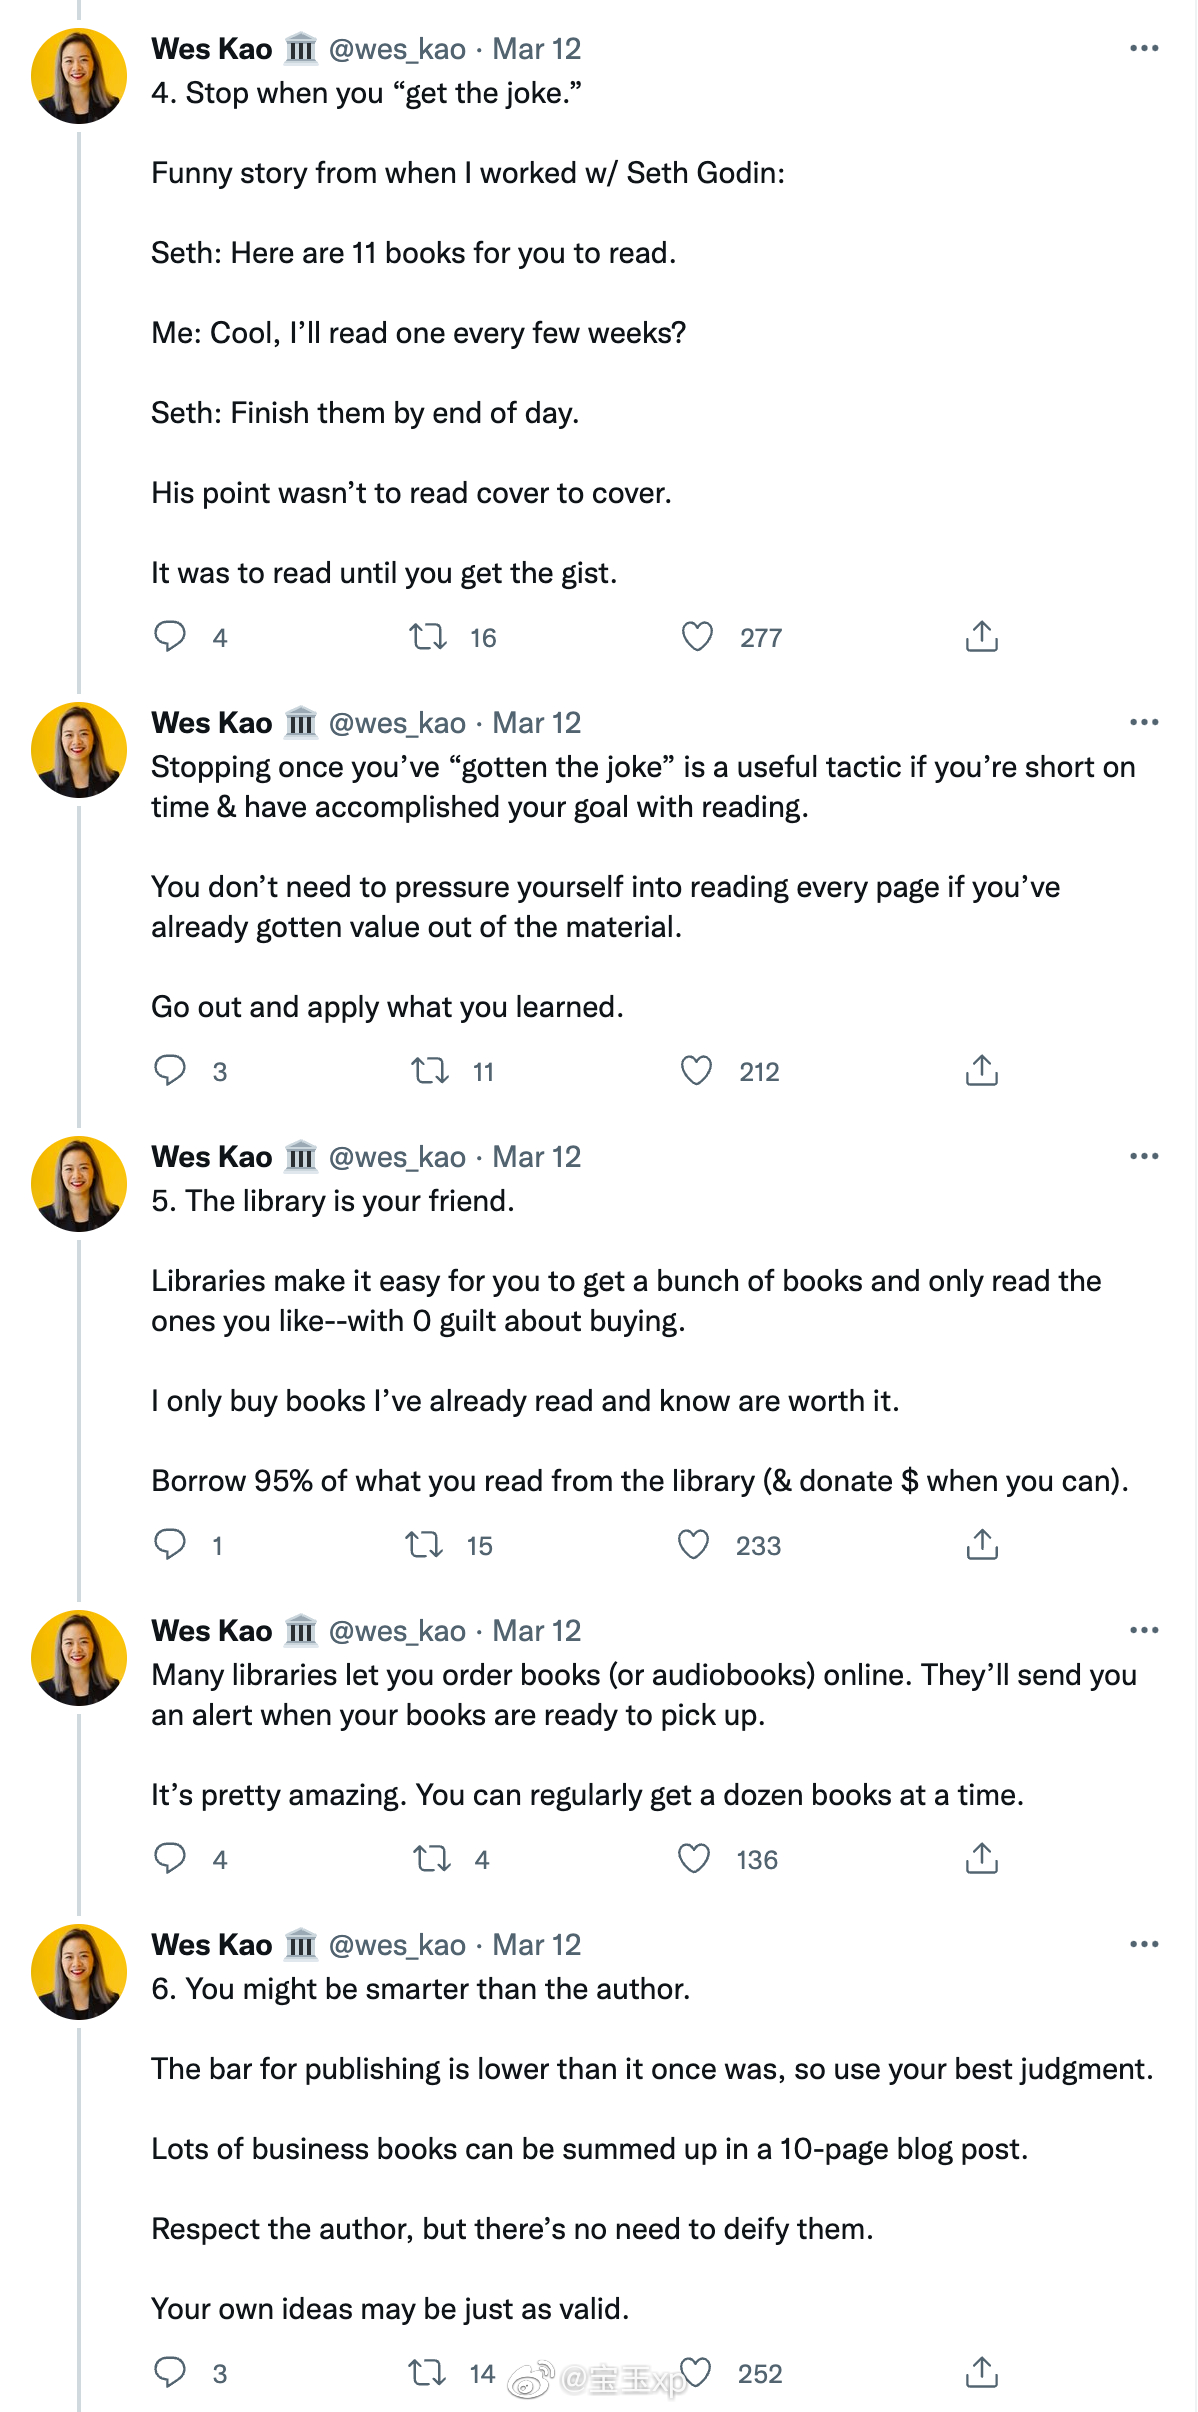 Wes Kao 🏛 @wes_kao · Mar 12
4. Stop when you “get the joke.”
Funny story from when I worked w/ Seth Godin:
Seth: Here are 11 books for you to read.
Me: Cool, I’ll read one every few weeks?
Seth: Finish them by end of day.
His point wasn’t to read cover to cover.
It was to read until you get the gist.
4 16 277
Wes Kao 🏛 @wes_kao · Mar 12
Stopping once you’ve “gotten the joke” is a useful tactic if you’re short on
time & have accomplished your goal with reading.
You don’t need to pressure yourself into reading every page if you’ve
already gotten value out of the material.
Go out and apply what you learned.
3 11 212
Wes Kao 🏛 @wes_kao · Mar 12
5. The library is your friend.
Libraries make it easy for you to get a bunch of books and only read the
ones you like--with 0 guilt about buying.
I only buy books I’ve already read and know are worth it.
Borrow 95% of what you read from the library (& donate $ when you can).
1 15 233
Wes Kao 🏛 @wes_kao · Mar 12
Many libraries let you order books (or audiobooks) online. They’ll send you
an alert when your books are ready to pick up.
It’s pretty amazing. You can regularly get a dozen books at a time.
4 4 136
Wes Kao 🏛 @wes_kao · Mar 12
6. You might be smarter than the author.
The bar for publishing is lower than it once was, so use your best judgment.
Lots of business books can be summed up in a 10-page blog post.
Respect the author, but there’s no need to deify them.
Your own ideas may be just as valid.
3 14 252
@宝玉xp